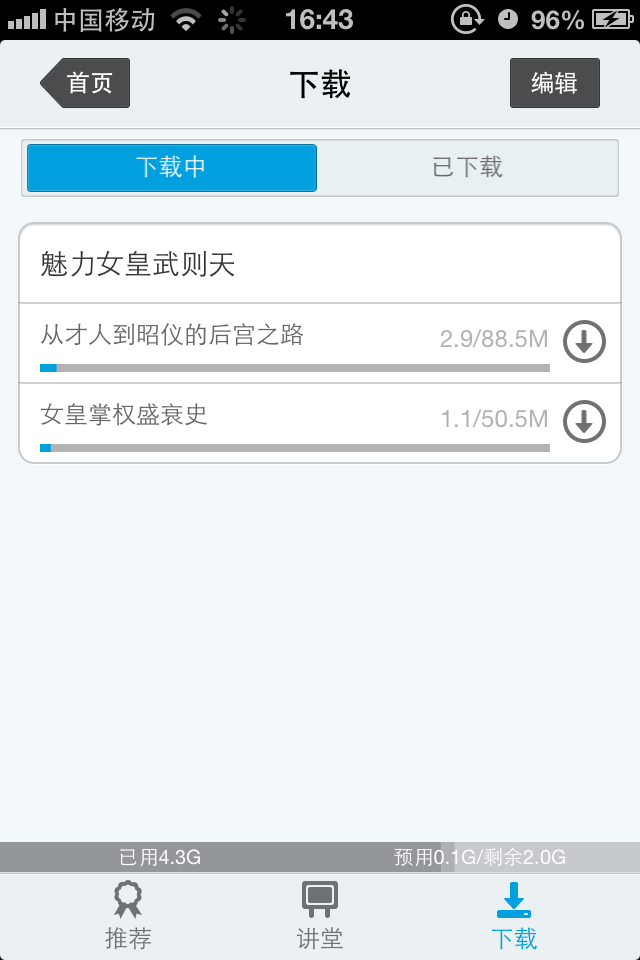 中国移动 16:43 96%
首页 下载 编辑
下载中 已下载
魅力女皇武则天
从才人到昭仪的后宫之路 2.9/88.5M
女皇掌权盛衰史 1.1/50.5M
已用4.3G 预用0.1G/剩余2.0G
推荐 讲堂 下载